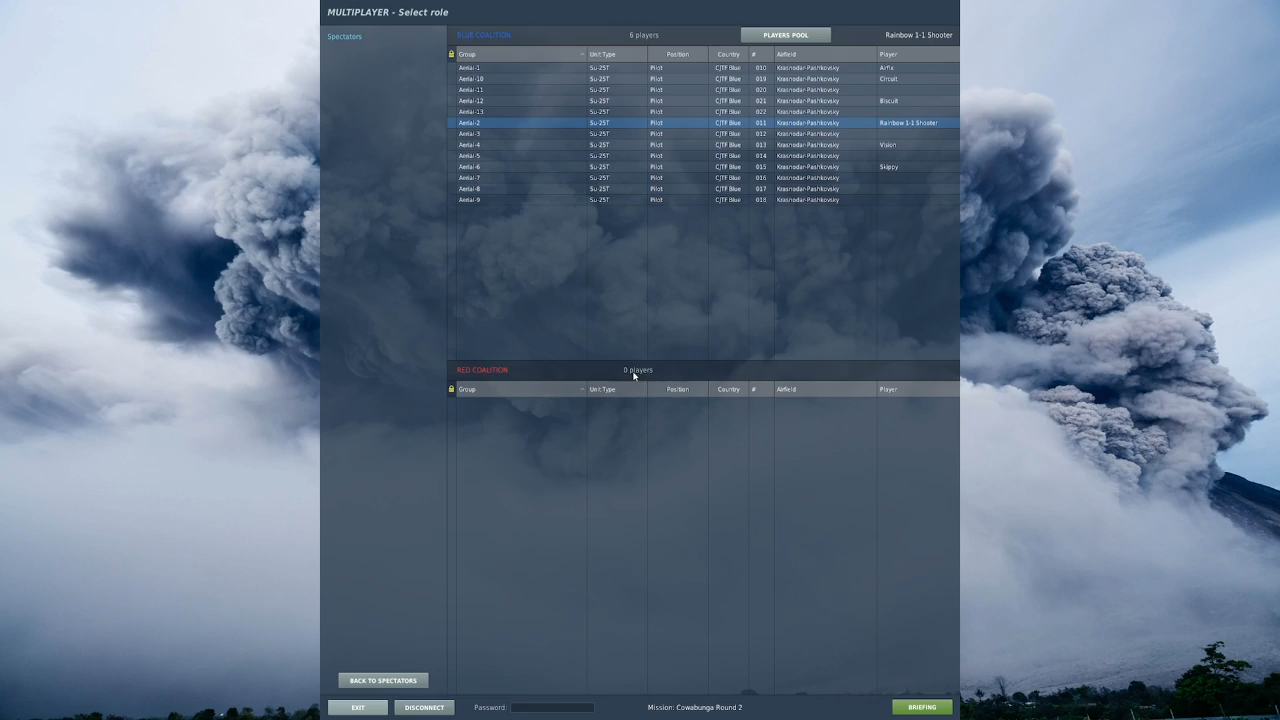 MULTIPLAYER - Select role
Spectators
BLUE COALITION 6 players PLAYERS POOL Rainbow 1-1 Shooter
Group Unit Type Position Country # Airfield Player
Aerial-1 Su-25T Pilot CJTF Blue 010 Krasnodar-Pashkovsky Airfix
Aerial-10 Su-25T Pilot CJTF Blue 019 Krasnodar-Pashkovsky Circuit
Aerial-11 Su-25T Pilot CJTF Blue 020 Krasnodar-Pashkovsky
Aerial-12 Su-25T Pilot CJTF Blue 021 Krasnodar-Pashkovsky Biscuit
Aerial-13 Su-25T Pilot CJTF Blue 022 Krasnodar-Pashkovsky
Aerial-2 Su-25T Pilot CJTF Blue 011 Krasnodar-Pashkovsky Rainbow 1-1 Shooter
Aerial-3 Su-25T Pilot CJTF Blue 012 Krasnodar-Pashkovsky
Aerial-4 Su-25T Pilot CJTF Blue 013 Krasnodar-Pashkovsky Vision
Aerial-5 Su-25T Pilot CJTF Blue 014 Krasnodar-Pashkovsky
Aerial-6 Su-25T Pilot CJTF Blue 015 Krasnodar-Pashkovsky Skippy
Aerial-7 Su-25T Pilot CJTF Blue 016 Krasnodar-Pashkovsky
Aerial-8 Su-25T Pilot CJTF Blue 017 Krasnodar-Pashkovsky
Aerial-9 Su-25T Pilot CJTF Blue 018 Krasnodar-Pashkovsky
RED COALITION 0 players
Group Unit Type Position Country # Airfield Player
BACK TO SPECTATORS
EXIT DISCONNECT Password: Mission: Cowabunga Round 2 BRIEFING